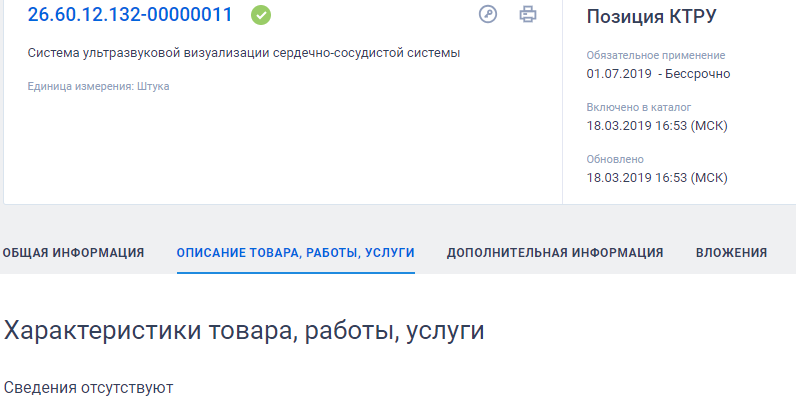 26.60.12.132-00000011
Система ультразвуковой визуализации сердечно-сосудистой системы
Единица измерения: Штука
Позиция КТРУ
Обязательное применение
01.07.2019 - Бессрочно
Включено в каталог
18.03.2019 16:53 (МСК)
Обновлено
18.03.2019 16:53 (МСК)
ОБЩАЯ ИНФОРМАЦИЯ
ОПИСАНИЕ ТОВАРА, РАБОТЫ, УСЛУГИ
ДОПОЛНИТЕЛЬНАЯ ИНФОРМАЦИЯ
ВЛОЖЕНИЯ
Характеристики товара, работы, услуги
Сведения отсутствуют